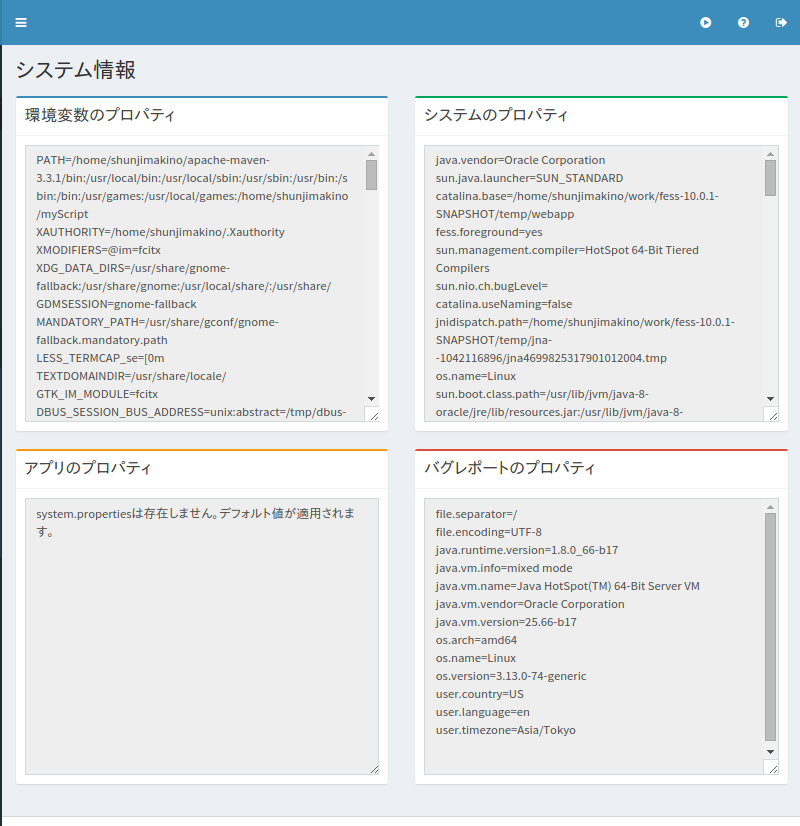 システム情報
環境変数のプロパティ
PATH=/home/shunjimakino/apache-maven-
3.3.1/bin:/usr/local/bin:/usr/local/sbin:/usr/sbin:/usr/bin:/s
bin:/bin:/usr/games:/usr/local/games:/home/shunjimakino
/myScript
XAUTHORITY=/home/shunjimakino/.Xauthority
XMODIFIERS=@im=fcitx
XDG_DATA_DIRS=/usr/share/gnome-
fallback:/usr/share/gnome:/usr/local/share/:/usr/share/
GDMSESSION=gnome-fallback
MANDATORY_PATH=/usr/share/gconf/gnome-
fallback.mandatory.path
LESS_TERMCAP_se=[0m
TEXTDOMAINDIR=/usr/share/locale/
GTK_IM_MODULE=fcitx
DBUS_SESSION_BUS_ADDRESS=unix:abstract=/tmp/dbus-
システムのプロパティ
java.vendor=Oracle Corporation
sun.java.launcher=SUN_STANDARD
catalina.base=/home/shunjimakino/work/fess-10.0.1-
SNAPSHOT/temp/webapp
fess.foreground=yes
sun.management.compiler=HotSpot 64-Bit Tiered
Compilers
sun.nio.ch.bugLevel=
catalina.useNaming=false
jnidispatch.path=/home/shunjimakino/work/fess-10.0.1-
SNAPSHOT/temp/jna-
-1042116896/jna4699825317901012004.tmp
os.name=Linux
sun.boot.class.path=/usr/lib/jvm/java-8-
oracle/jre/lib/resources.jar:/usr/lib/jvm/java-8-
アプリのプロパティ
system.propertiesは存在しません。デフォルト値が適用されま
す。
バグレポートのプロパティ
file.separator=/
file.encoding=UTF-8
java.runtime.version=1.8.0_66-b17
java.vm.info=mixed mode
java.vm.name=Java HotSpot(TM) 64-Bit Server VM
java.vm.vendor=Oracle Corporation
java.vm.version=25.66-b17
os.arch=amd64
os.name=Linux
os.version=3.13.0-74-generic
user.country=US
user.language=en
user.timezone=Asia/Tokyo